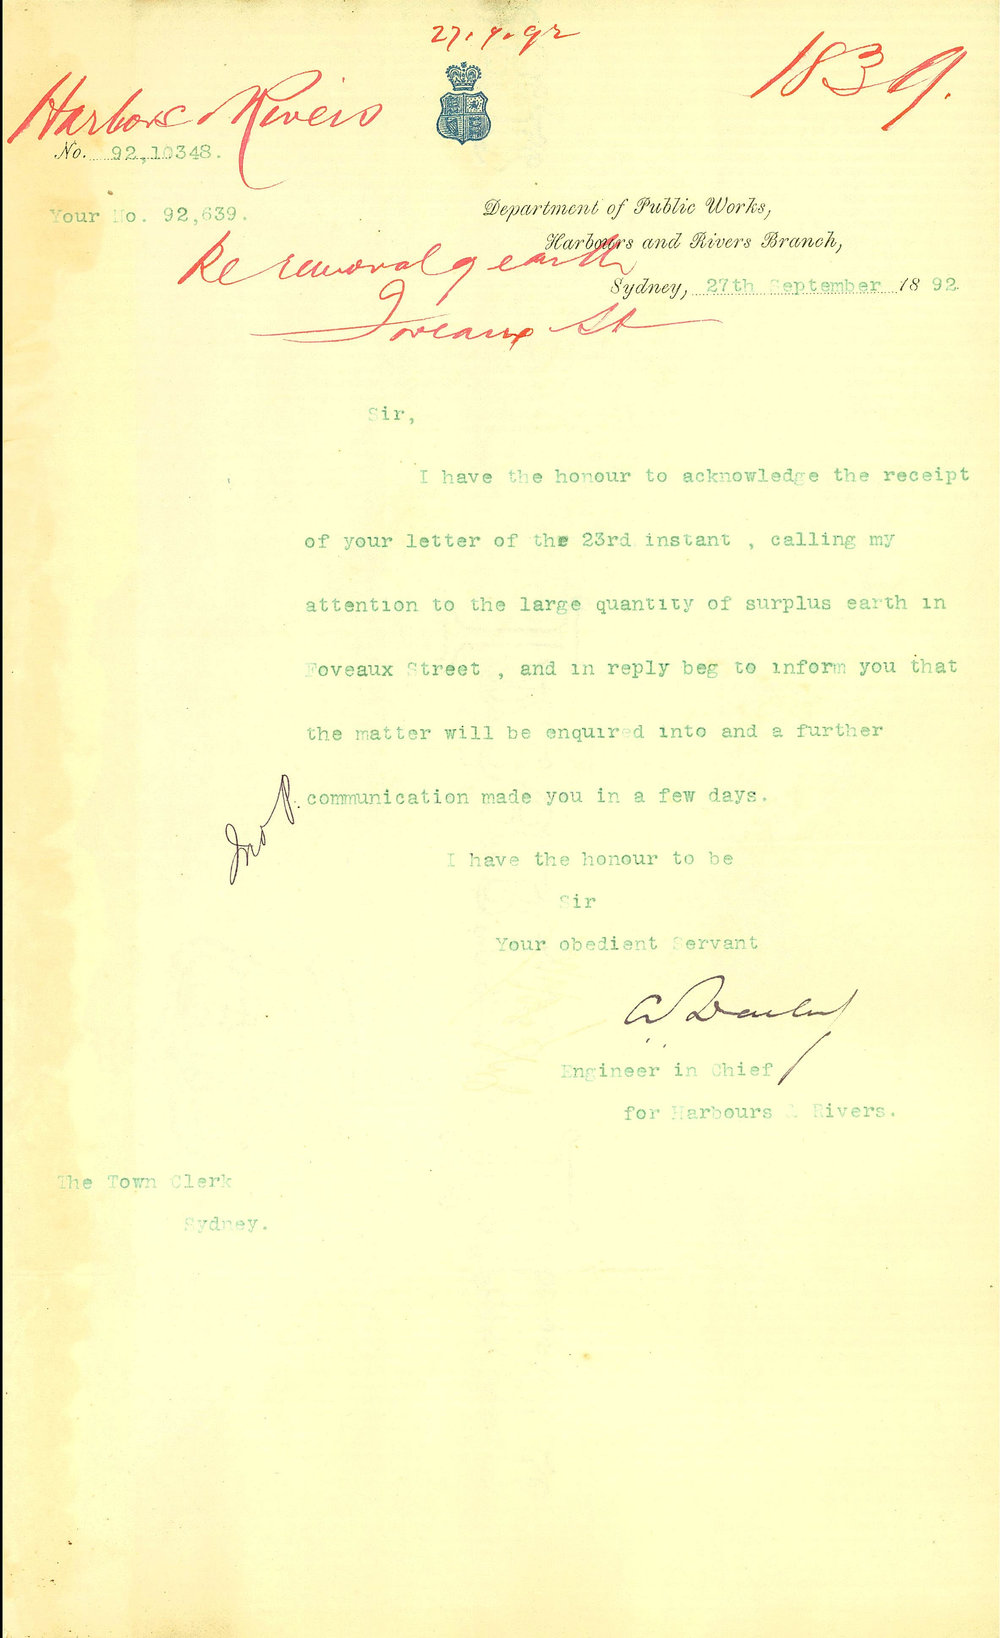 27.9.92
1839.
Harbors & Rivers
No. 92,10348.
Your No. 92,639.
Department of Public Works,
Harbours and Rivers Branch,
Re removal of earth
Sydney, 27th September 1892
Foveaux St
Sir,
I have the honour to acknowledge the receipt
of your letter of the 23rd instant , calling my
attention to the large quantity of surplus earth in
Foveaux Street , and in reply beg to inform you that
the matter will be enquired into and a further
communication made you in a few days.
I have the honour to be
Sir
Your obedient Servant
C W Darley
Engineer in Chief
for Harbours & Rivers.
The Town Clerk
Sydney.